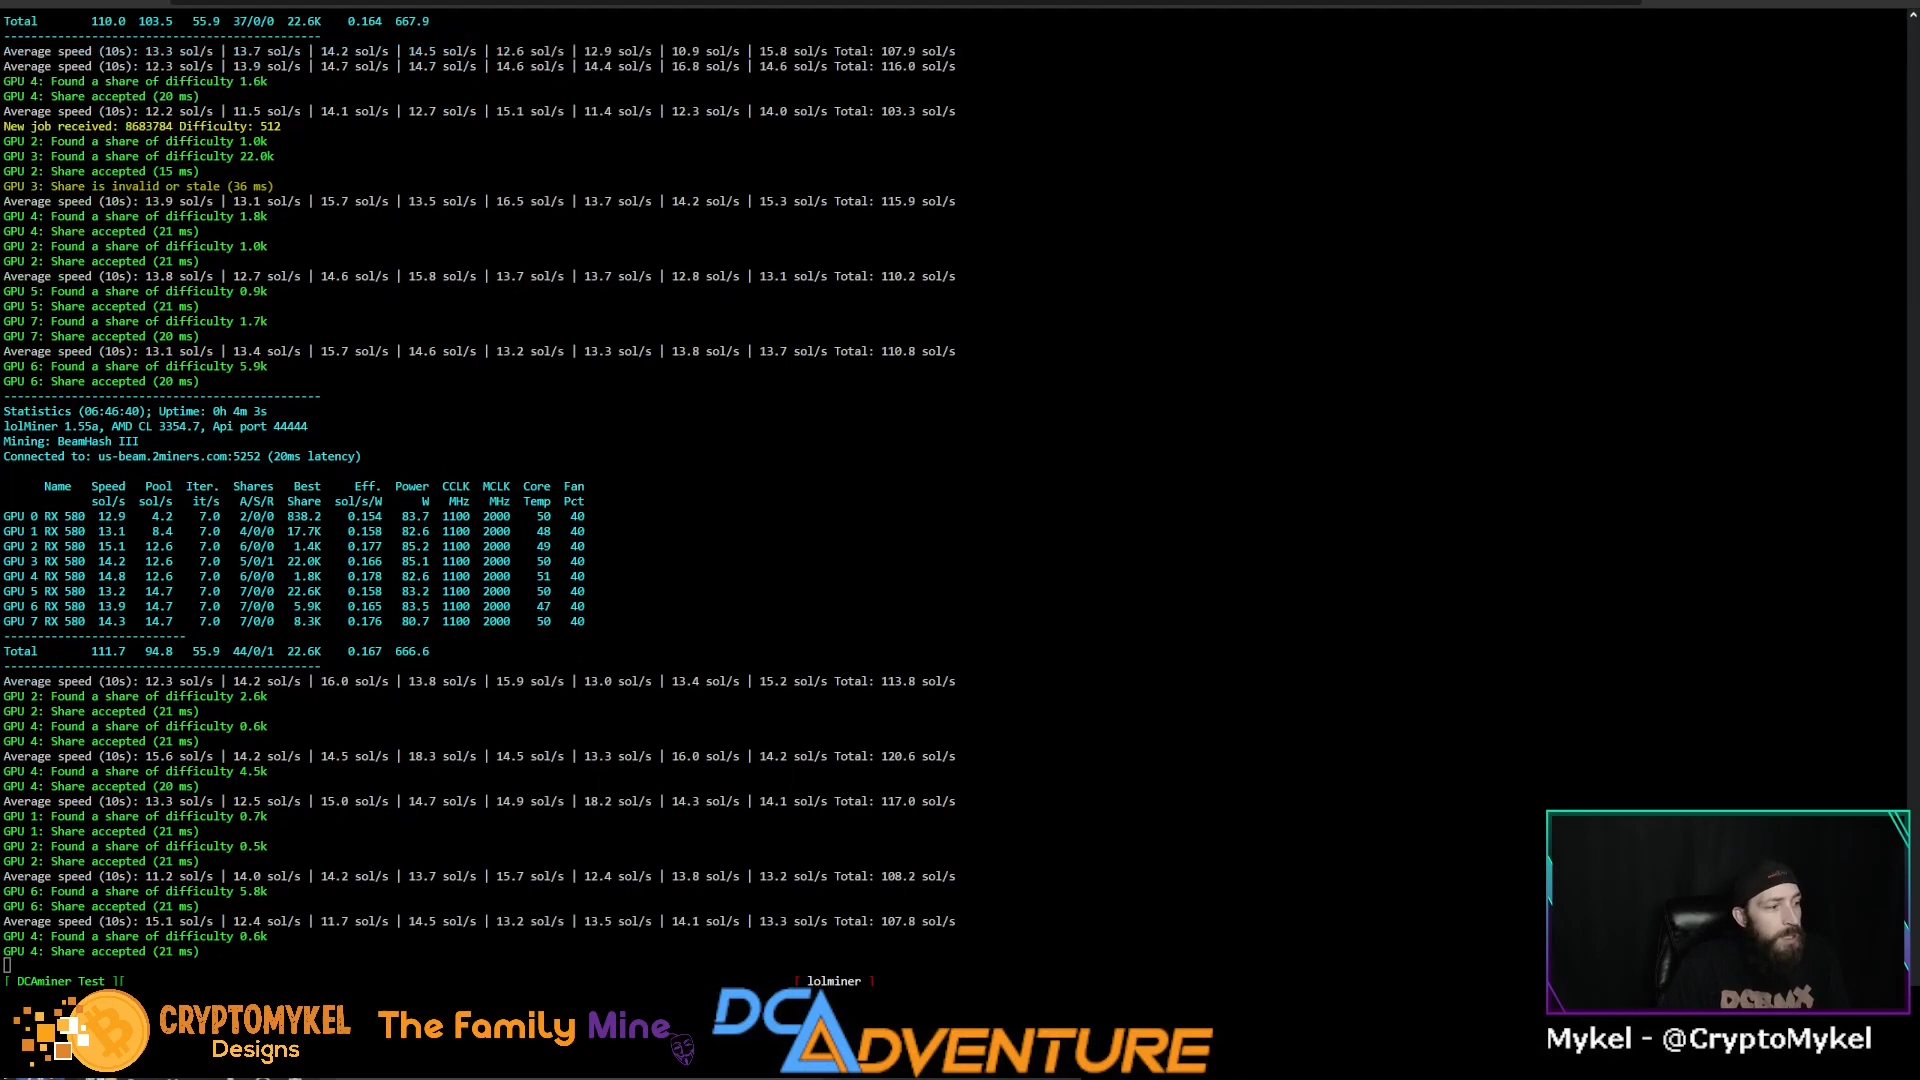 Total        110.0  103.5  55.9  37/0/0  22.6K    0.164  667.9
-----------------------------------------------
Average speed (10s): 13.3 sol/s | 13.7 sol/s | 14.2 sol/s | 14.5 sol/s | 12.6 sol/s | 12.9 sol/s | 10.9 sol/s | 15.8 sol/s Total: 107.9 sol/s
Average speed (10s): 12.3 sol/s | 13.9 sol/s | 14.7 sol/s | 14.7 sol/s | 14.6 sol/s | 14.4 sol/s | 16.8 sol/s | 14.6 sol/s Total: 116.0 sol/s
GPU 4: Found a share of difficulty 1.6k
GPU 4: Share accepted (20 ms)
Average speed (10s): 12.2 sol/s | 11.5 sol/s | 14.1 sol/s | 12.7 sol/s | 15.1 sol/s | 11.4 sol/s | 12.3 sol/s | 14.0 sol/s Total: 103.3 sol/s
New job received: 8683784 Difficulty: 512
GPU 2: Found a share of difficulty 1.0k
GPU 3: Found a share of difficulty 22.0k
GPU 2: Share accepted (15 ms)
GPU 3: Share is invalid or stale (36 ms)
Average speed (10s): 13.9 sol/s | 13.1 sol/s | 15.7 sol/s | 13.5 sol/s | 16.5 sol/s | 13.7 sol/s | 14.2 sol/s | 15.3 sol/s Total: 115.9 sol/s
GPU 4: Found a share of difficulty 1.8k
GPU 4: Share accepted (21 ms)
GPU 2: Found a share of difficulty 1.0k
GPU 2: Share accepted (21 ms)
Average speed (10s): 13.8 sol/s | 12.7 sol/s | 14.6 sol/s | 15.8 sol/s | 13.7 sol/s | 13.7 sol/s | 12.8 sol/s | 13.1 sol/s Total: 110.2 sol/s
GPU 5: Found a share of difficulty 0.9k
GPU 5: Share accepted (21 ms)
GPU 7: Found a share of difficulty 1.7k
GPU 7: Share accepted (20 ms)
Average speed (10s): 13.1 sol/s | 13.4 sol/s | 15.7 sol/s | 14.6 sol/s | 13.2 sol/s | 13.3 sol/s | 13.8 sol/s | 13.7 sol/s Total: 110.8 sol/s
GPU 6: Found a share of difficulty 5.9k
GPU 6: Share accepted (20 ms)
-----------------------------------------------
Statistics (06:46:40); Uptime: 0h 4m 3s
lolMiner 1.55a, AMD CL 3354.7, Api port 44444
Mining: BeamHash III
Connected to: us-beam.2miners.com:5252 (20ms latency)
Name   Speed   Pool  Iter.  Shares   Best     Eff.  Power  CCLK  MCLK  Core  Fan
sol/s  sol/s   it/s   A/S/R  Share  sol/s/W      W   MHz   MHz  Temp  Pct
GPU 0 RX 580  12.9    4.2    7.0   2/0/0  838.2    0.154   83.7  1100  2000    50   40
GPU 1 RX 580  13.1    8.4    7.0   4/0/0  17.7K    0.158   82.6  1100  2000    48   40
GPU 2 RX 580  15.1   12.6    7.0   6/0/0   1.4K    0.177   85.2  1100  2000    49   40
GPU 3 RX 580  14.2   12.6    7.0   5/0/1  22.0K    0.166   85.1  1100  2000    50   40
GPU 4 RX 580  14.8   12.6    7.0   6/0/0   1.8K    0.178   82.6  1100  2000    51   40
GPU 5 RX 580  13.2   14.7    7.0   7/0/0  22.6K    0.158   83.2  1100  2000    50   40
GPU 6 RX 580  13.9   14.7    7.0   7/0/0   5.9K    0.165   83.5  1100  2000    47   40
GPU 7 RX 580  14.3   14.7    7.0   7/0/0   8.3K    0.176   80.7  1100  2000    50   40
---------------------------
Total        111.7   94.8   55.9  44/0/1  22.6K    0.167  666.6
-----------------------------------------------
Average speed (10s): 12.3 sol/s | 14.2 sol/s | 16.0 sol/s | 13.8 sol/s | 15.9 sol/s | 13.0 sol/s | 13.4 sol/s | 15.2 sol/s Total: 113.8 sol/s
GPU 2: Found a share of difficulty 2.6k
GPU 2: Share accepted (21 ms)
GPU 4: Found a share of difficulty 0.6k
GPU 4: Share accepted (21 ms)
Average speed (10s): 15.6 sol/s | 14.2 sol/s | 14.5 sol/s | 18.3 sol/s | 14.5 sol/s | 13.3 sol/s | 16.0 sol/s | 14.2 sol/s Total: 120.6 sol/s
GPU 4: Found a share of difficulty 4.5k
GPU 4: Share accepted (20 ms)
Average speed (10s): 13.3 sol/s | 12.5 sol/s | 15.0 sol/s | 14.7 sol/s | 14.9 sol/s | 18.2 sol/s | 14.3 sol/s | 14.1 sol/s Total: 117.0 sol/s
GPU 1: Found a share of difficulty 0.7k
GPU 1: Share accepted (21 ms)
GPU 2: Found a share of difficulty 0.5k
GPU 2: Share accepted (21 ms)
Average speed (10s): 11.2 sol/s | 14.0 sol/s | 14.2 sol/s | 13.7 sol/s | 15.7 sol/s | 12.4 sol/s | 13.8 sol/s | 13.2 sol/s Total: 108.2 sol/s
GPU 6: Found a share of difficulty 5.8k
GPU 6: Share accepted (21 ms)
Average speed (10s): 15.1 sol/s | 12.4 sol/s | 11.7 sol/s | 14.5 sol/s | 13.2 sol/s | 13.5 sol/s | 14.1 sol/s | 13.3 sol/s Total: 107.8 sol/s
GPU 4: Found a share of difficulty 0.6k
GPU 4: Share accepted (21 ms)
[ DCAminer Test ][ [ lolminer ]
CRYPTOMYKEL
Designs
The Family Mine
DCADVENTURE
Mykel - @CryptoMykel